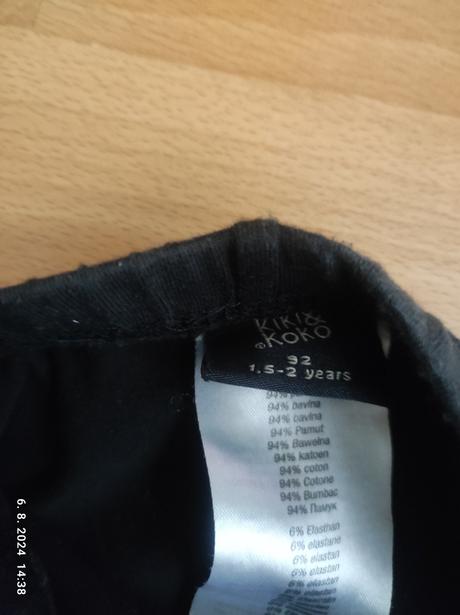 KIKI&
®KOKO
92
1.5-2 years
94%
94% bavlna
94% bavlna
94% Pamut
94% Bawełna
94% katoen
94% coton
94% Cotone
94% Bumbac
94% Памук
6% Elasthan
6% elastane
6% elastan
6% elastan
6% elastan
6. 8. 2024 14:38